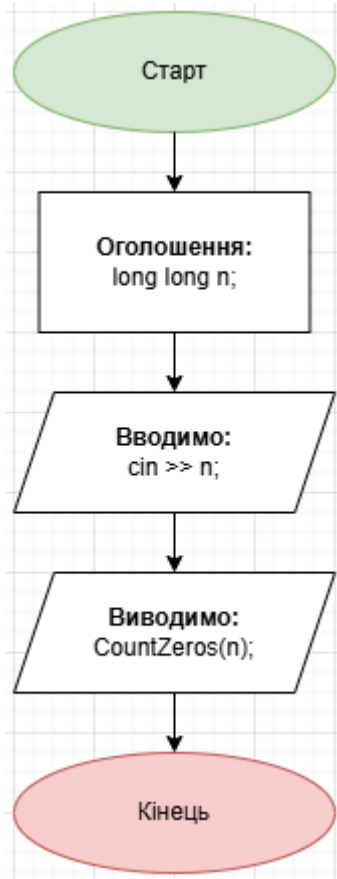 Старт
Оголошення:
long long n;
Вводимо:
cin >> n;
Виводимо:
CountZeros(n);
Кінець